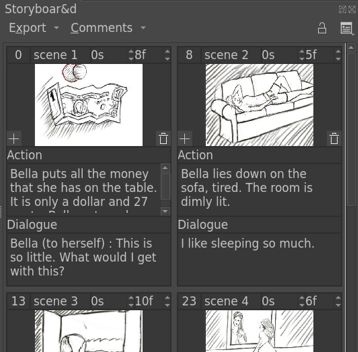 Storyboard&d
Export Comments
0 scene 1 0s 8f
8 scene 2 0s 5f
Action
Bella puts all the money
that she has on the table.
It is only a dollar and 27
Dialogue
Bella (to herself) : This is
so little. What would I get
with this?
Action
Bella lies down on the
sofa, tired. The room is
dimly lit.
Dialogue
I like sleeping so much.
13 scene 3 0s 10f
23 scene 4 0s 6f